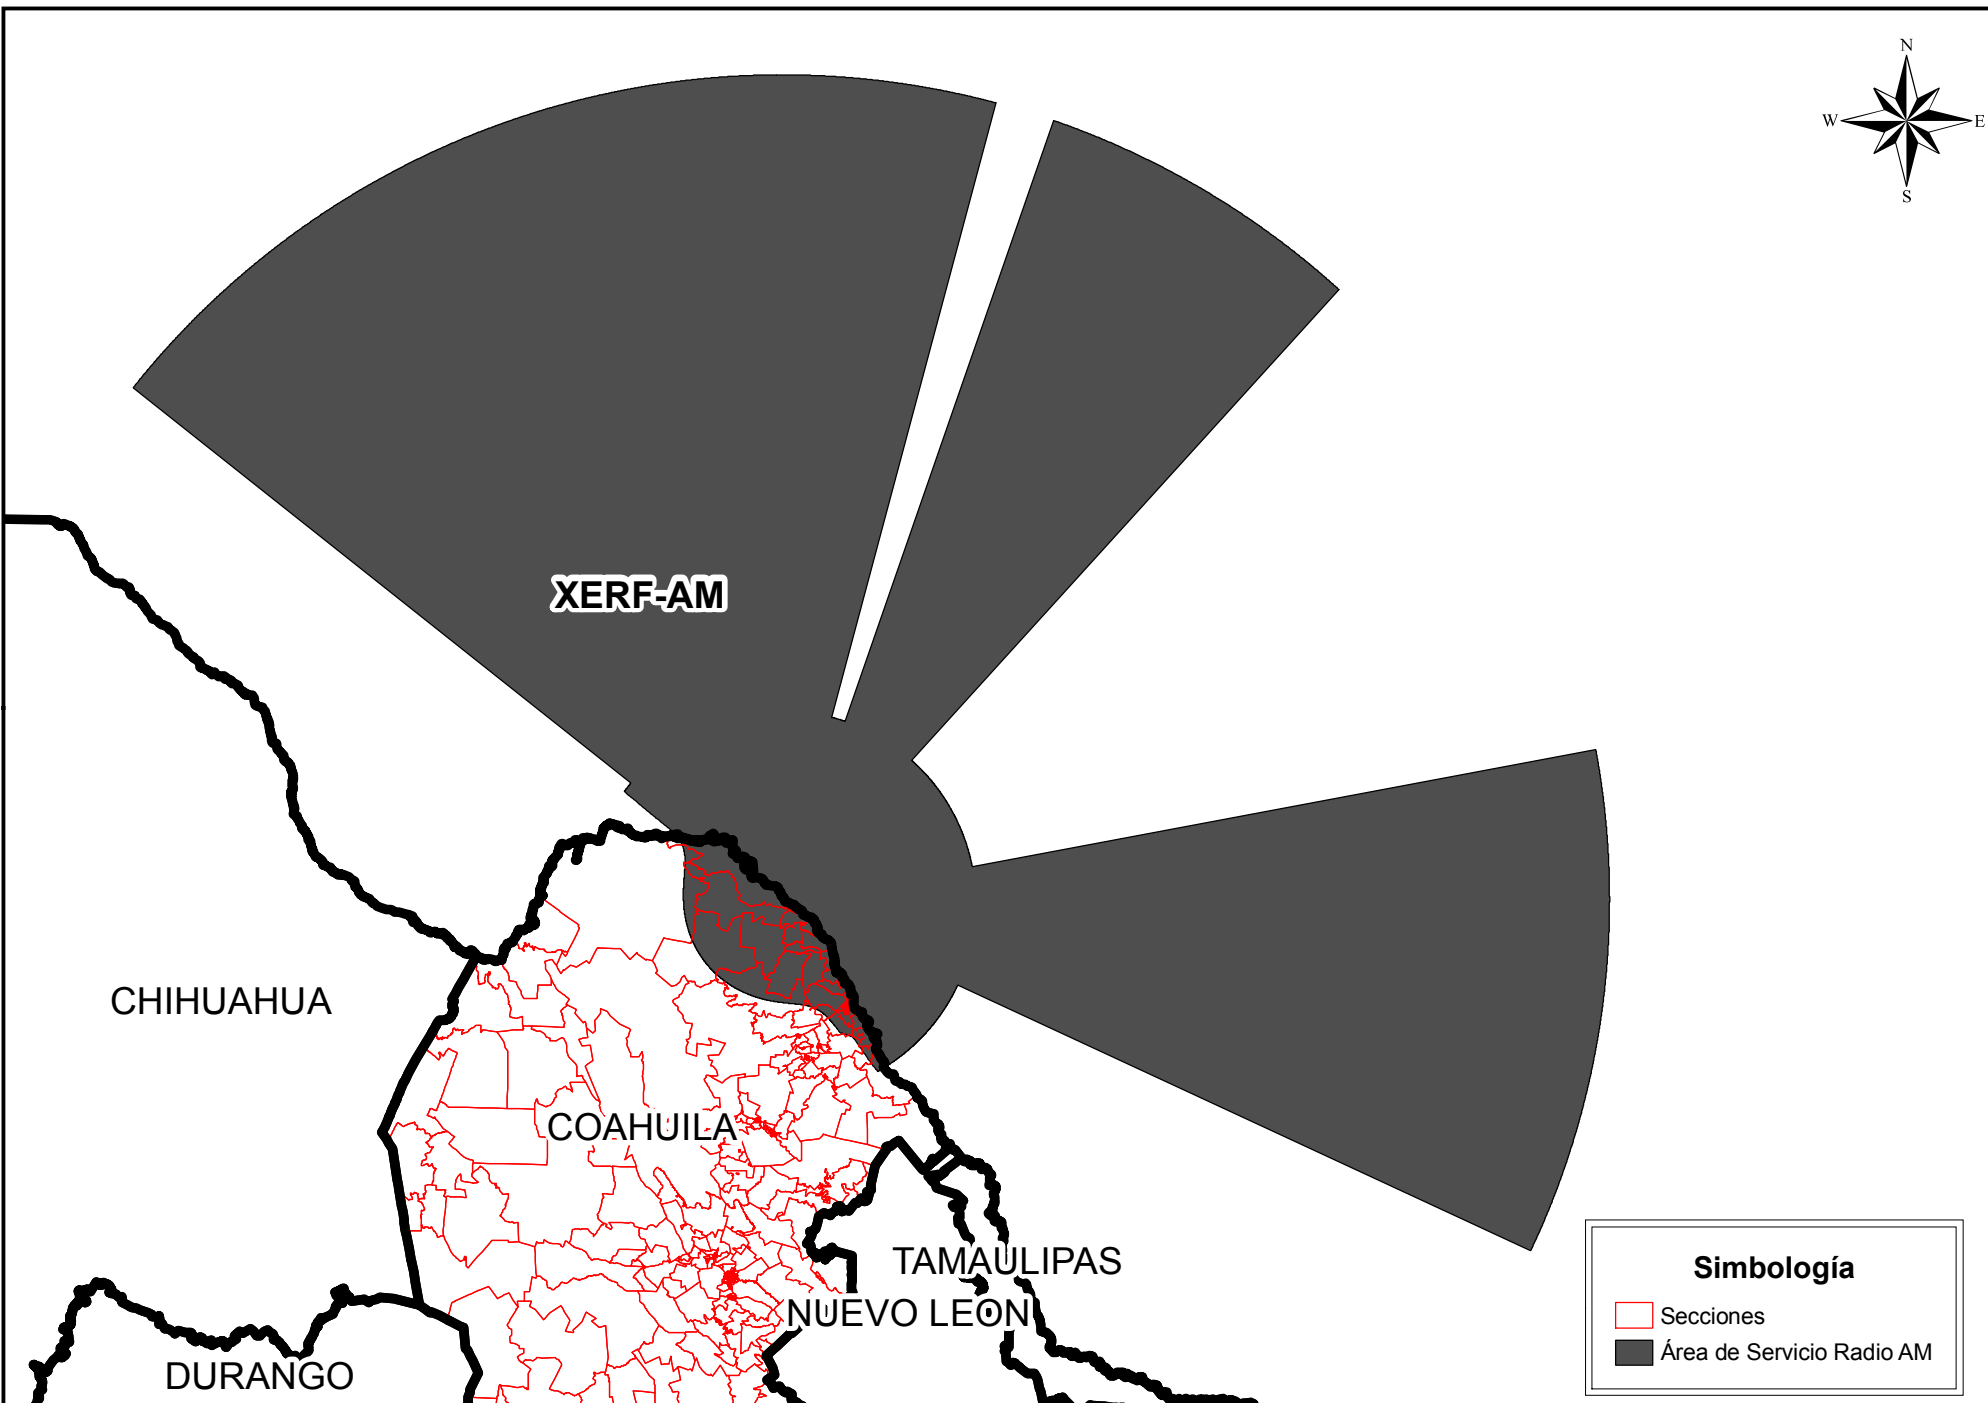 N
W E
S
XERF-AM
CHIHUAHUA
COAHUILA
TAMAULIPAS
NUEVO LEON
DURANGO
Simbología
Secciones
Área de Servicio Radio AM